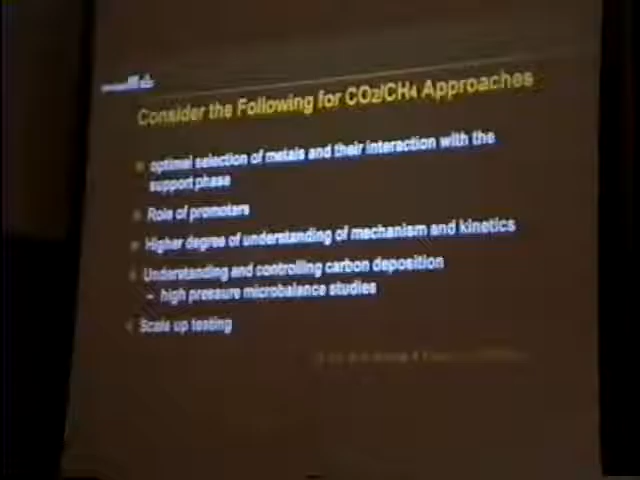 Consider the Following for CO2/CH4 Approaches
optimal selection of metals and their interaction with the
support phase
Role of promoters
Higher degree of understanding of mechanism and kinetics
Understanding and controlling carbon deposition
– high pressure microbalance studies
Scale up testing